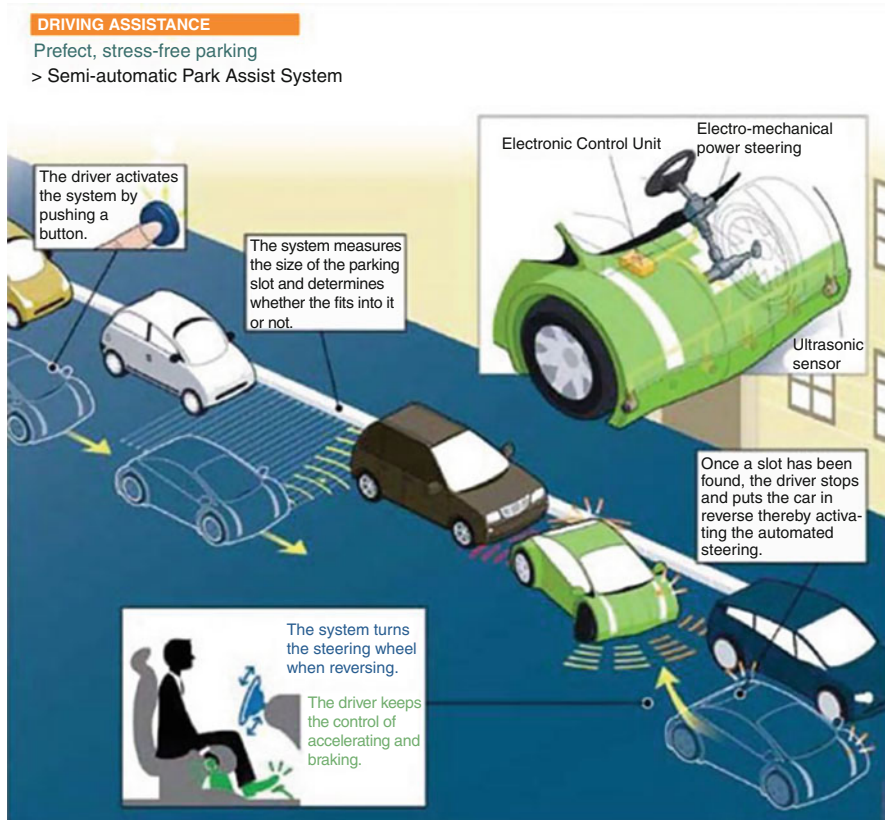 DRIVING ASSISTANCE
Prefect, stress-free parking
> Semi-automatic Park Assist System
Electronic Control Unit
Electro-mechanical
power steering
The driver activates
the system by
pushing a
button.
The system measures
the size of the parking
slot and determines
whether the fits into it
or not.
Ultrasonic
sensor
Once a slot has been
found, the driver stops
and puts the car in
reverse thereby activa-
ting the automated
steering.
The system turns
the steering wheel
when reversing.
The driver keeps
the control of
accelerating and
braking.